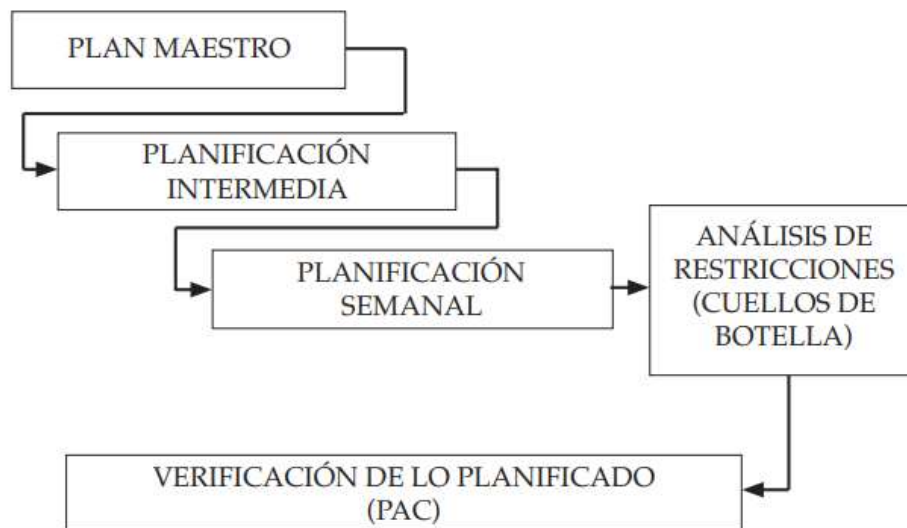 PLAN MAESTRO
PLANIFICACIÓN
INTERMEDIA
PLANIFICACIÓN
SEMANAL
ANÁLISIS DE
RESTRICCIONES
(CUELLOS DE
BOTELLA)
VERIFICACIÓN DE LO PLANIFICADO
(PAC)